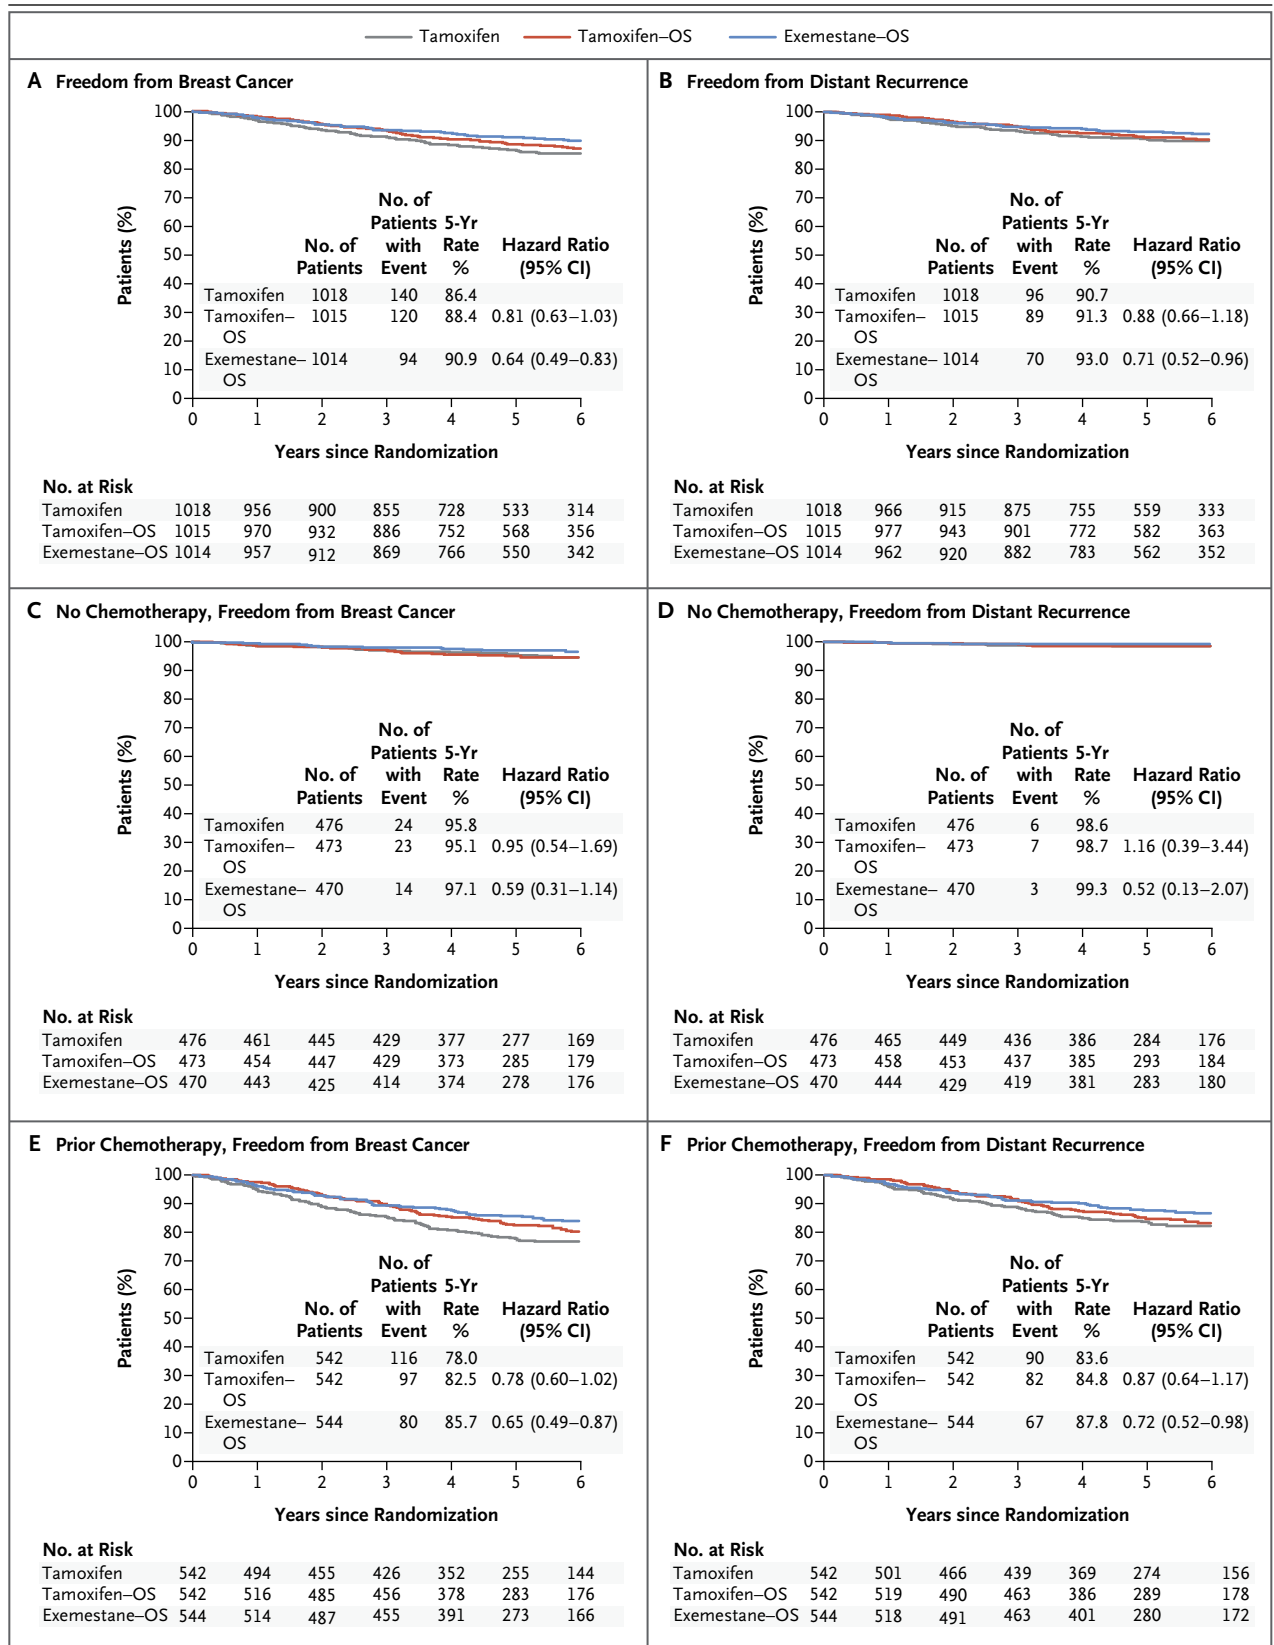 Tamoxifen Tamoxifen–OS Exemestane–OS
A Freedom from Breast Cancer
Patients (%)
100
90
80
70
60
50
40
30
20
10
0
No. of
Patients 5-Yr
No. of with Rate Hazard Ratio
Patients Event % (95% CI)
Tamoxifen 1018 140 86.4
Tamoxifen– 1015 120 88.4 0.81 (0.63–1.03)
OS
Exemestane– 1014 94 90.9 0.64 (0.49–0.83)
OS
0 1 2 3 4 5 6
Years since Randomization
No. at Risk
Tamoxifen 1018 956 900 855 728 533 314
Tamoxifen–OS 1015 970 932 886 752 568 356
Exemestane–OS 1014 957 912 869 766 550 342
B Freedom from Distant Recurrence
Patients (%)
100
90
80
70
60
50
40
30
20
10
0
No. of
Patients 5-Yr
No. of with Rate Hazard Ratio
Patients Event % (95% CI)
Tamoxifen 1018 96 90.7
Tamoxifen– 1015 89 91.3 0.88 (0.66–1.18)
OS
Exemestane– 1014 70 93.0 0.71 (0.52–0.96)
OS
0 1 2 3 4 5 6
Years since Randomization
No. at Risk
Tamoxifen 1018 966 915 875 755 559 333
Tamoxifen–OS 1015 977 943 901 772 582 363
Exemestane–OS 1014 962 920 882 783 562 352
C No Chemotherapy, Freedom from Breast Cancer
Patients (%)
100
90
80
70
60
50
40
30
20
10
0
No. of
Patients 5-Yr
No. of with Rate Hazard Ratio
Patients Event % (95% CI)
Tamoxifen 476 24 95.8
Tamoxifen– 473 23 95.1 0.95 (0.54–1.69)
OS
Exemestane– 470 14 97.1 0.59 (0.31–1.14)
OS
0 1 2 3 4 5 6
Years since Randomization
No. at Risk
Tamoxifen 476 461 445 429 377 277 169
Tamoxifen–OS 473 454 447 429 373 285 179
Exemestane–OS 470 443 425 414 374 278 176
D No Chemotherapy, Freedom from Distant Recurrence
Patients (%)
100
90
80
70
60
50
40
30
20
10
0
No. of
Patients 5-Yr
No. of with Rate Hazard Ratio
Patients Event % (95% CI)
Tamoxifen 476 6 98.6
Tamoxifen– 473 7 98.7 1.16 (0.39–3.44)
OS
Exemestane– 470 3 99.3 0.52 (0.13–2.07)
OS
0 1 2 3 4 5 6
Years since Randomization
No. at Risk
Tamoxifen 476 465 449 436 386 284 176
Tamoxifen–OS 473 458 453 437 385 293 184
Exemestane–OS 470 444 429 419 381 283 180
E Prior Chemotherapy, Freedom from Breast Cancer
Patients (%)
100
90
80
70
60
50
40
30
20
10
0
No. of
Patients 5-Yr
No. of with Rate Hazard Ratio
Patients Event % (95% CI)
Tamoxifen 542 116 78.0
Tamoxifen– 542 97 82.5 0.78 (0.60–1.02)
OS
Exemestane– 544 80 85.7 0.65 (0.49–0.87)
OS
0 1 2 3 4 5 6
Years since Randomization
No. at Risk
Tamoxifen 542 494 455 426 352 255 144
Tamoxifen–OS 542 516 485 456 378 283 176
Exemestane–OS 544 514 487 455 391 273 166
F Prior Chemotherapy, Freedom from Distant Recurrence
Patients (%)
100
90
80
70
60
50
40
30
20
10
0
No. of
Patients 5-Yr
No. of with Rate Hazard Ratio
Patients Event % (95% CI)
Tamoxifen 542 90 83.6
Tamoxifen– 542 82 84.8 0.87 (0.64–1.17)
OS
Exemestane– 544 67 87.8 0.72 (0.52–0.98)
OS
0 1 2 3 4 5 6
Years since Randomization
No. at Risk
Tamoxifen 542 501 466 439 369 274 156
Tamoxifen–OS 542 519 490 463 386 289 178
Exemestane–OS 544 518 491 463 401 280 172